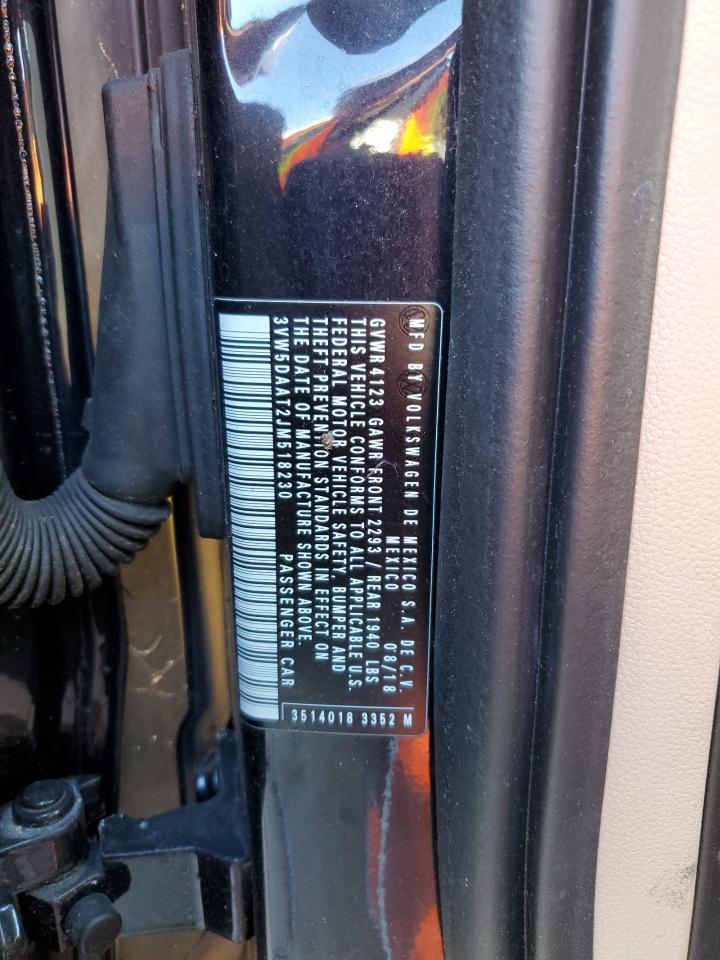 MFD BY VOLKSWAGEN DE MEXICO S.A. DE C.V.
MEXICO 08/18
GVWR 4123 GAWR FRONT 2293 / REAR 1940 LBS
THIS VEHICLE CONFORMS TO ALL APPLICABLE U.S.
FEDERAL MOTOR VEHICLE SAFETY, BUMPER AND
THEFT PREVENTION STANDARDS IN EFFECT ON
THE DATE OF MANUFACTURE SHOWN ABOVE.
3VW5DAAT2JM518230 PASSENGER CAR
3514018 3352 M